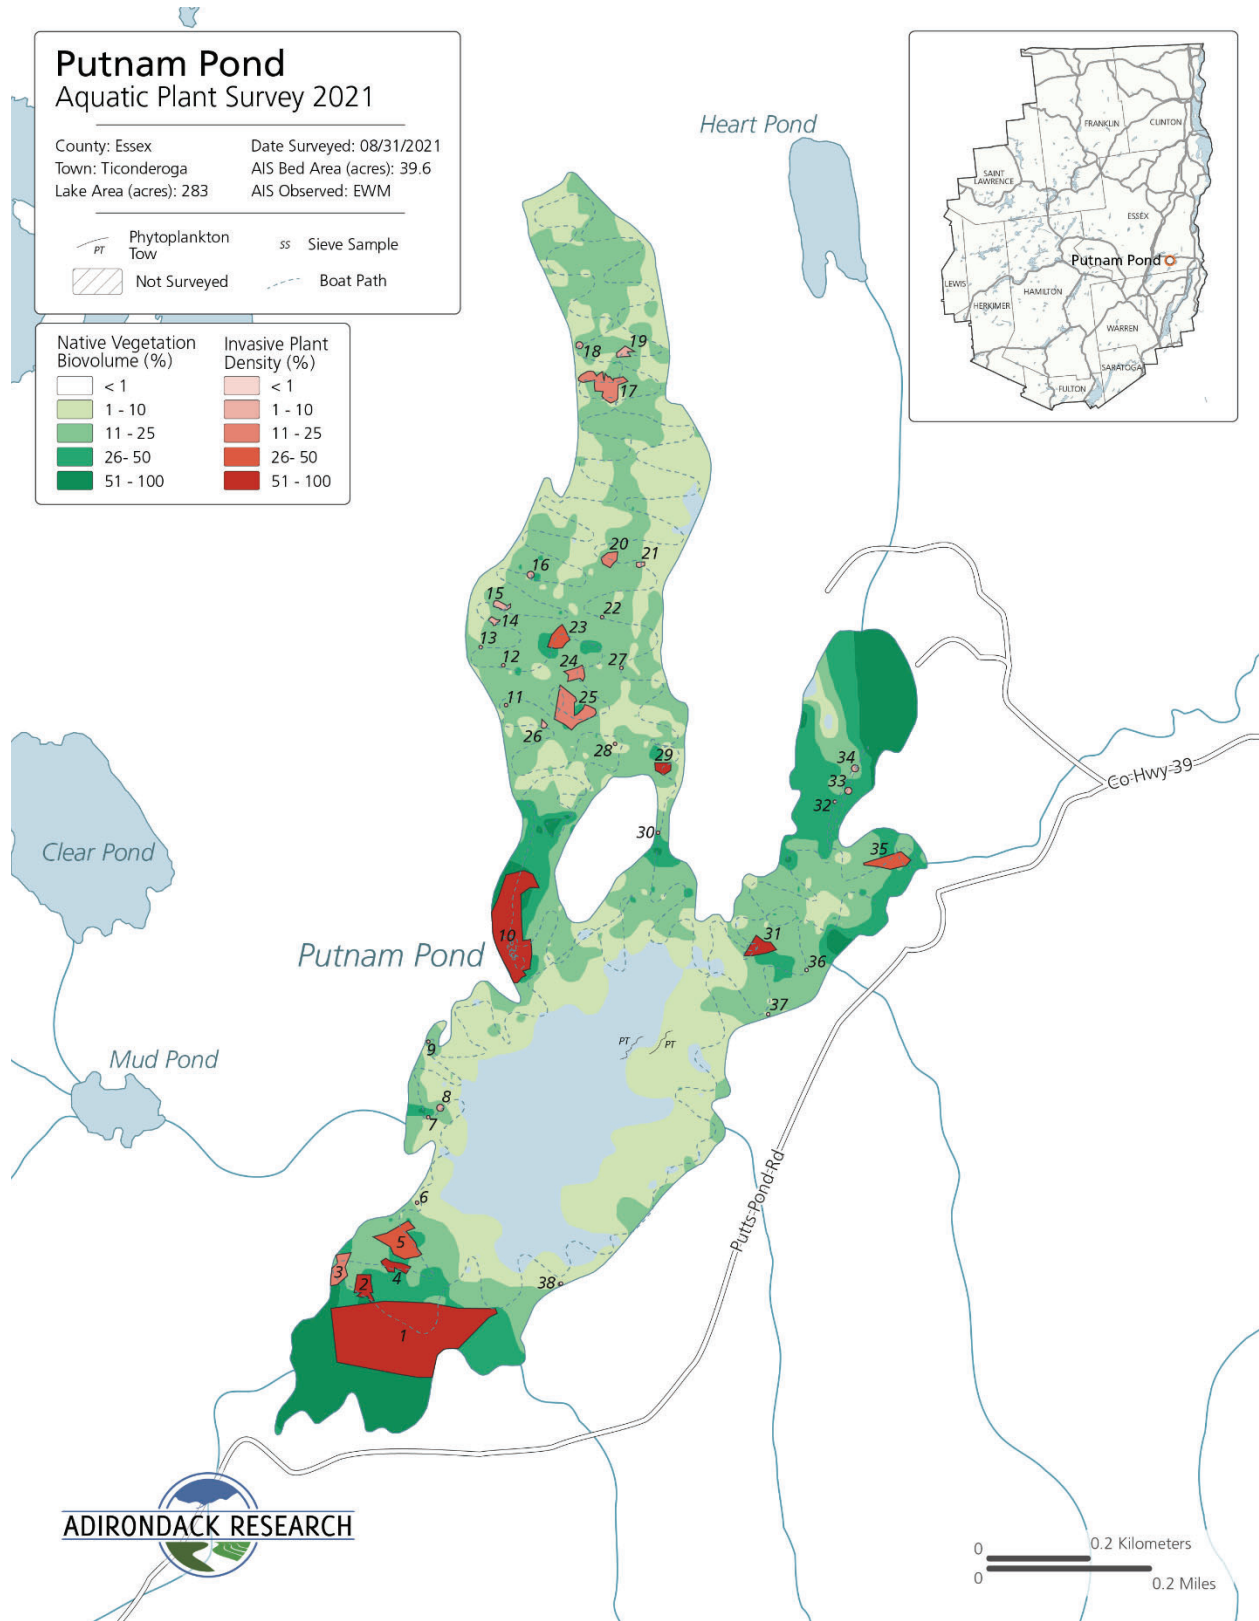 Putnam Pond
Aquatic Plant Survey 2021
County: Essex
Date Surveyed: 08/31/2021
Town: Ticonderoga
AIS Bed Area (acres): 39.6
Lake Area (acres): 283
AIS Observed: EWM
PT
Phytoplankton
Tow
ss
Sieve Sample
Not Surveyed
Boat Path
Native Vegetation
Biovolume (%)
< 1
1 - 10
11 - 25
26- 50
51 - 100
Invasive Plant
Density (%)
< 1
1 - 10
11 - 25
26- 50
51 - 100
FRANKLIN
CLINTON
SAINT
LAWRENCE
ESSEX
Putnam Pond
LEWIS
HERKIMER
HAMILTON
WARREN
SARATOGA
FULTON
Heart Pond
18
19
17
20
21
16
15
14
22
23
13
12
24
27
11
25
26
28
29
30
34
33
32
35
Co Hwy 39
Clear Pond
10
31
Putnam Pond
36
37
PT
PT
9
Mud Pond
8
7
6
5
3
4
2
38
1
Putts Pond Rd
ADIRONDACK RESEARCH
0
0.2 Kilometers
0
0.2 Miles